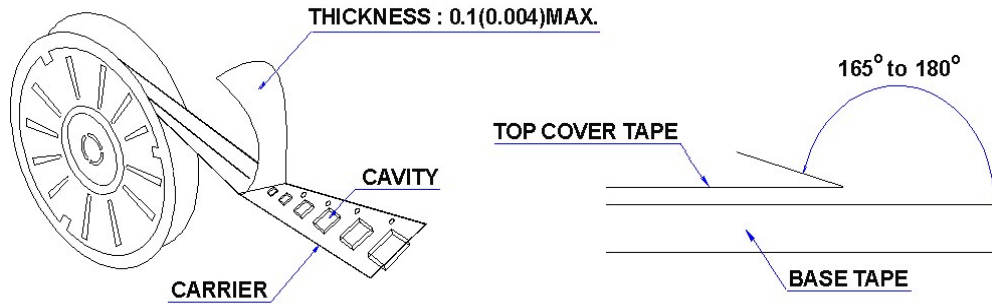 THICKNESS : 0.1(0.004)MAX.
165° to 180°
TOP COVER TAPE
CAVITY
CARRIER
BASE TAPE